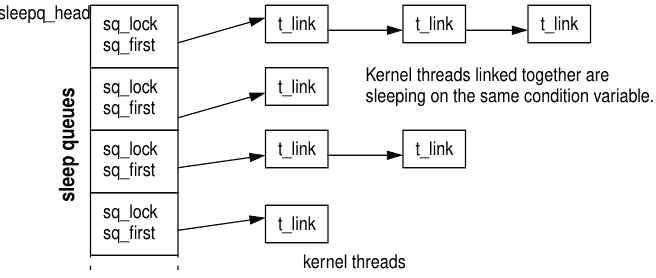 sleepq_head
sq_lock
sq_first
t_link
t_link
t_link
Kernel threads linked together are
sleeping on the same condition variable.
sq_lock
sq_first
t_link
sleep queues
sq_lock
sq_first
t_link
t_link
sq_lock
sq_first
t_link
kernel threads